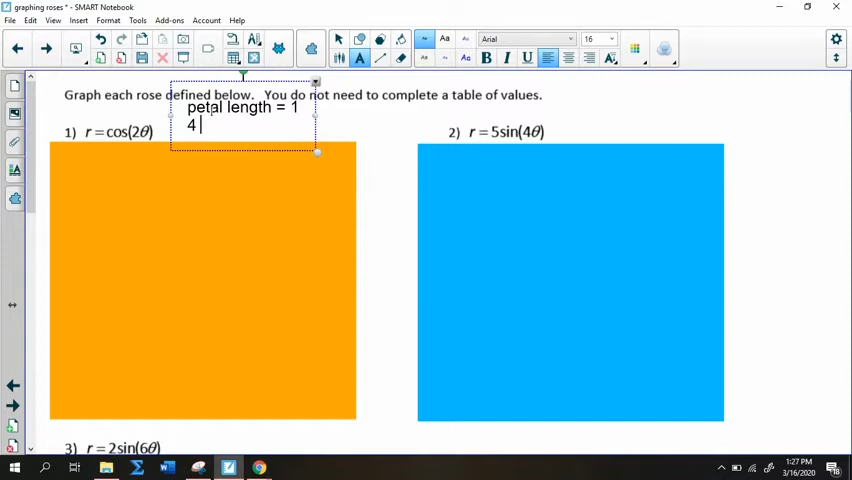 graphing roses * - SMART Notebook
File Edit View Insert Format Tools Add-ons Account Help
Arial
16
Graph each rose defined below. You do not need to complete a table of values.
petal length = 1
4
1) r = cos(2θ)
2) r = 5sin(4θ)
3) r = 2sin(6θ)
1:27 PM
3/16/2020
18